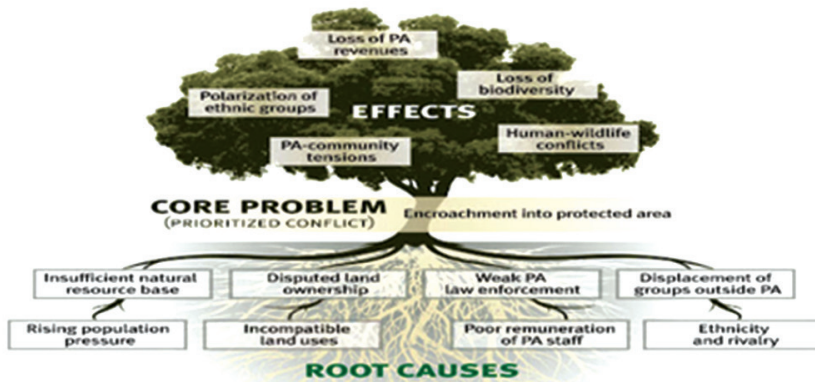 Loss of PA
revenues
Loss of
biodiversity
Polarization of
ethnic groups
EFFECTS
Human-wildlife
conflicts
PA-community
tensions
CORE PROBLEM
(PRIORITIZED CONFLICT)
Encroachment into protected area
Insufficient natural
resource base
Disputed land
ownership
Weak PA
law enforcement
Displacement of
groups outside PA
Rising population
pressure
Incompatible
land uses
Poor remuneration
of PA staff
Ethnicity
and rivalry
ROOT CAUSES